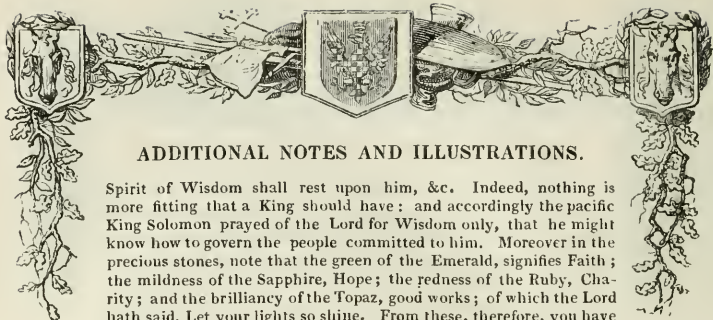 ADDITIONAL NOTES AND ILLUSTRATIONS.
Spirit of Wisdom shall rest upon him, &c. Indeed, nothing is
more fitting that a King should have: and accordingly the pacific
King Solomon prayed of the Lord for Wisdom only, that he might
know how to govern the people committed to him. Moreover in the
precious stones, note that the green of the Emerald, signifies Faith;
the mildness of the Sapphire, Hope; the redness of the Ruby, Cha-
rity; and the brilliancy of the Topaz, good works; of which the Lord
hath said, Let your lights so shine. From these, therefore, you have